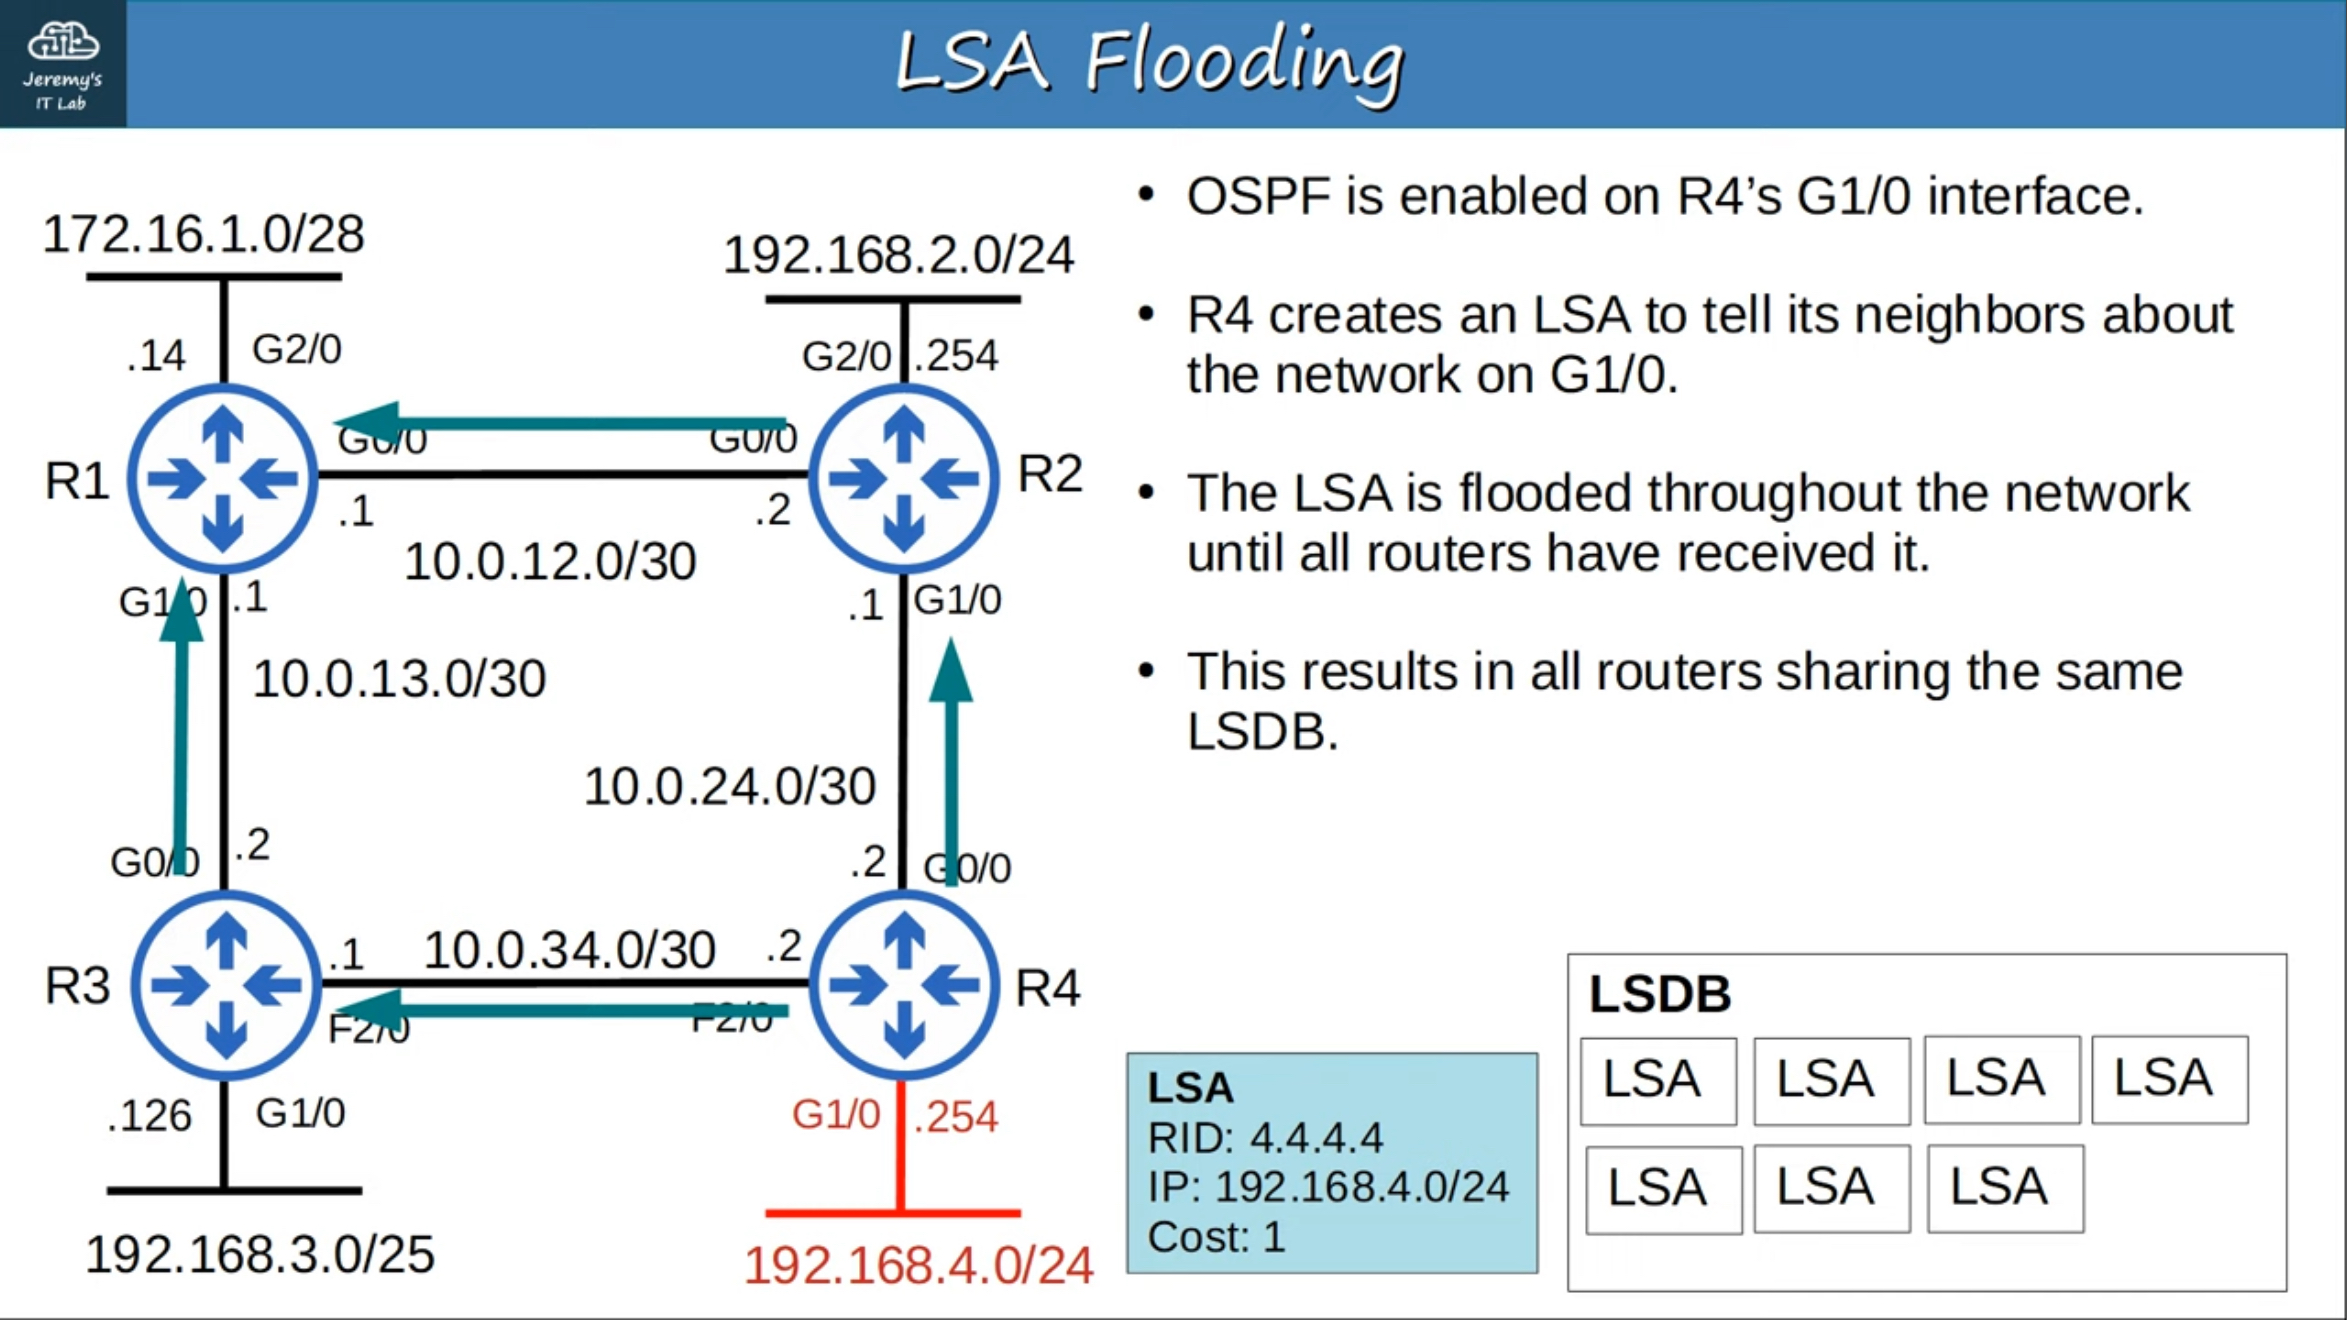 Jeremy's
IT Lab
LSA Flooding
172.16.1.0/28
192.168.2.0/24
.14
G2/0
G2/0
.254
G0/0
G0/0
R1
R2
.1
.2
10.0.12.0/30
G1/0
.1
.1
G1/0
10.0.13.0/30
10.0.24.0/30
G0/0
.2
.2
G0/0
.1
10.0.34.0/30
.2
R3
R4
F2/0
F2/0
.126
G1/0
G1/0
.254
192.168.3.0/25
192.168.4.0/24
• OSPF is enabled on R4’s G1/0 interface.
• R4 creates an LSA to tell its neighbors about
the network on G1/0.
• The LSA is flooded throughout the network
until all routers have received it.
• This results in all routers sharing the same
LSDB.
LSA
RID: 4.4.4.4
IP: 192.168.4.0/24
Cost: 1
LSDB
LSA LSA LSA LSA
LSA LSA LSA